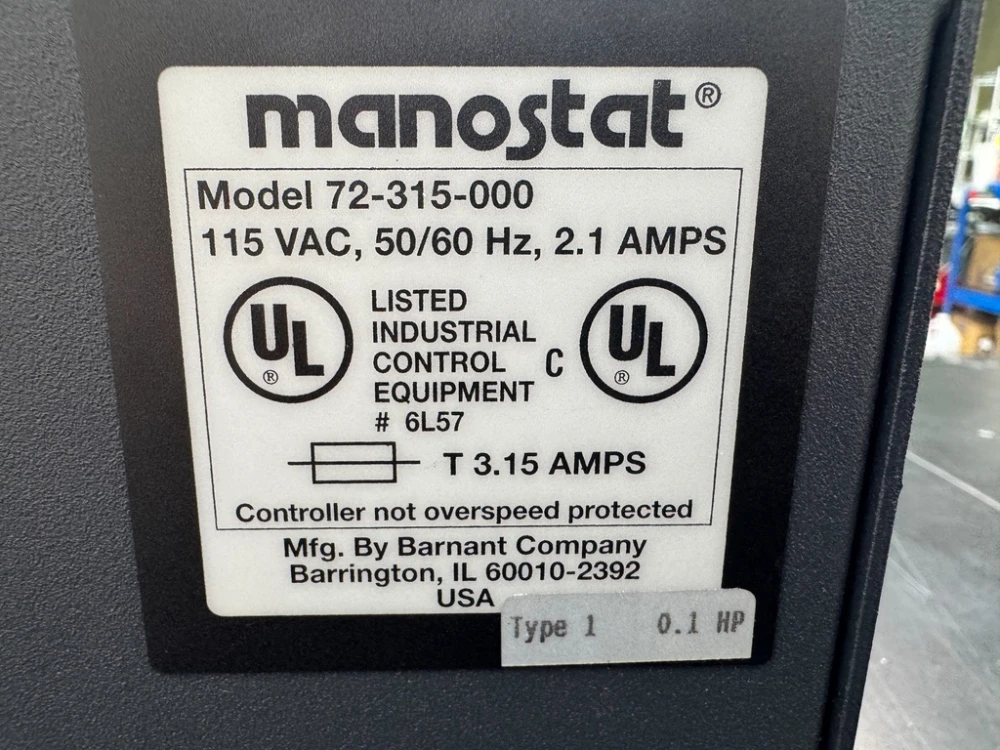 manostat®
Model 72-315-000
115 VAC, 50/60 Hz, 2.1 AMPS
UL ®
LISTED
INDUSTRIAL
CONTROL
EQUIPMENT
# 6L57
C UL ®
T 3.15 AMPS
Controller not overspeed protected
Mfg. By Barnant Company
Barrington, IL 60010-2392
USA
Type 1 0.1 HP